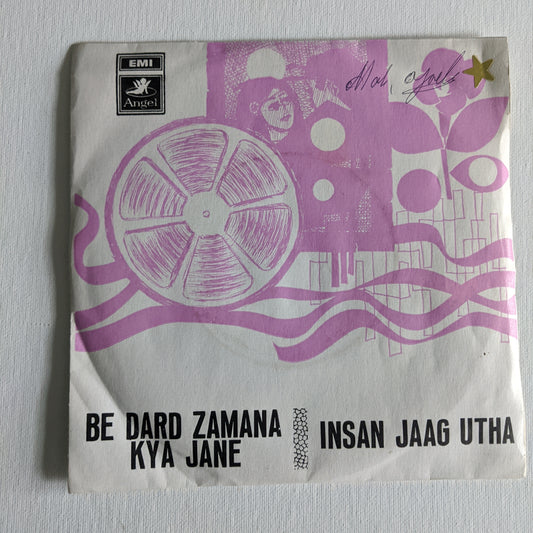 EMI
Angel
BE DARD ZAMANA
KYA JANE
INSAN JAAG UTHA